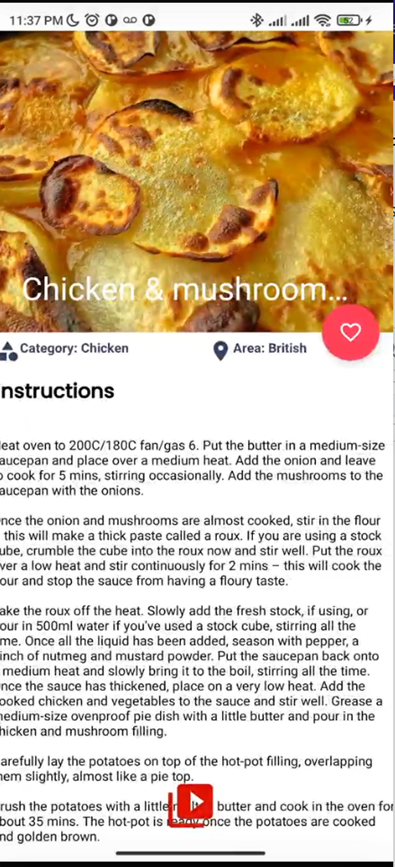 11:37 PM
52
Chicken & mushroom...
Category: Chicken
Area: British
nstructions
eat oven to 200C/180C fan/gas 6. Put the butter in a medium-size
aucepan and place over a medium heat. Add the onion and leave
o cook for 5 mins, stirring occasionally. Add the mushrooms to the
aucepan with the onions.
nce the onion and mushrooms are almost cooked, stir in the flour
this will make a thick paste called a roux. If you are using a stock
ube, crumble the cube into the roux now and stir well. Put the roux
ver a low heat and stir continuously for 2 mins – this will cook the
our and stop the sauce from having a floury taste.
ake the roux off the heat. Slowly add the fresh stock, if using, or
our in 500ml water if you've used a stock cube, stirring all the
me. Once all the liquid has been added, season with pepper, a
inch of nutmeg and mustard powder. Put the saucepan back onto
medium heat and slowly bring it to the boil, stirring all the time.
nce the sauce has thickened, place on a very low heat. Add the
ooked chicken and vegetables to the sauce and stir well. Grease a
edium-size ovenproof pie dish with a little butter and pour in the
hicken and mushroom filling.
arefully lay the potatoes on top of the hot-pot filling, overlapping
em slightly, almost like a pie top.
rush the potatoes with a little butter and cook in the oven for
bout 35 mins. The hot-pot is ready once the potatoes are cooked
nd golden brown.